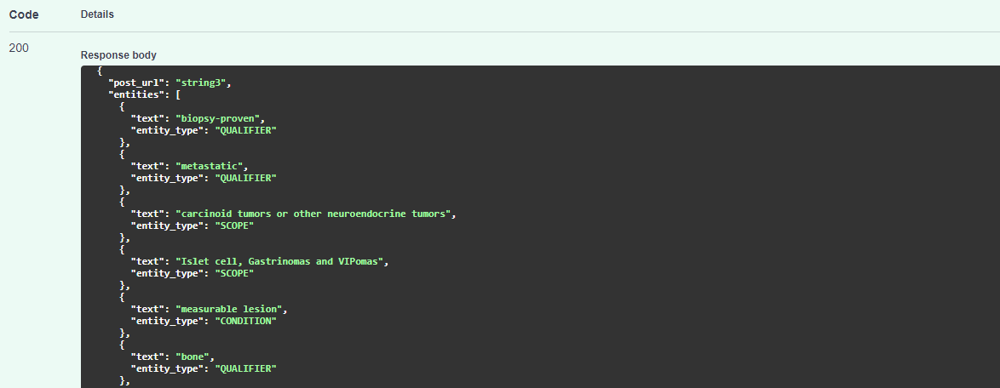 Code Details
200
Response body
{
"post_url": "string3",
"entities": [
{
"text": "biopsy-proven",
"entity_type": "QUALIFIER"
},
{
"text": "metastatic",
"entity_type": "QUALIFIER"
},
{
"text": "carcinoid tumors or other neuroendocrine tumors",
"entity_type": "SCOPE"
},
{
"text": "Islet cell, Gastrinomas and VIPomas",
"entity_type": "SCOPE"
},
{
"text": "measurable lesion",
"entity_type": "CONDITION"
},
{
"text": "bone",
"entity_type": "QUALIFIER"
},